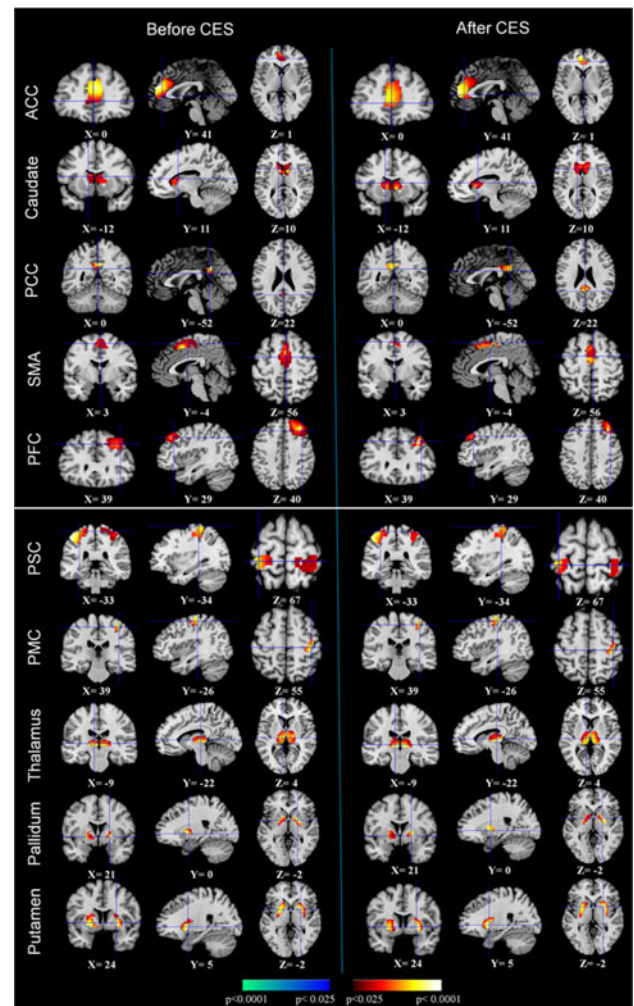 Before CES After CES
ACC
X= 0 Y= 41 Z= 1 X= 0 Y= 41 Z= 1
Caudate
X= -12 Y= 11 Z=10 X= -12 Y= 11 Z=10
PCC
X= 0 Y= -52 Z=22 X= 0 Y= -52 Z=22
SMA
X= 3 Y= -4 Z= 56 X= 3 Y= -4 Z= 56
PFC
X= 39 Y= 29 Z= 40 X= 39 Y= 29 Z= 40
PSC
X= -33 Y= -34 Z= 67 X= -33 Y= -34 Z= 67
PMC
X= 39 Y= -26 Z= 55 X= 39 Y= -26 Z= 55
Thalamus
X= -9 Y= -22 Z= 4 X= -9 Y= -22 Z= 4
Pallidum
X= 21 Y= 0 Z= -2 X= 21 Y= 0 Z= -2
Putamen
X= 24 Y= 5 Z= -2 X= 24 Y= 5 Z= -2
p<0.0001 p< 0.025 p<0.025 p< 0.0001